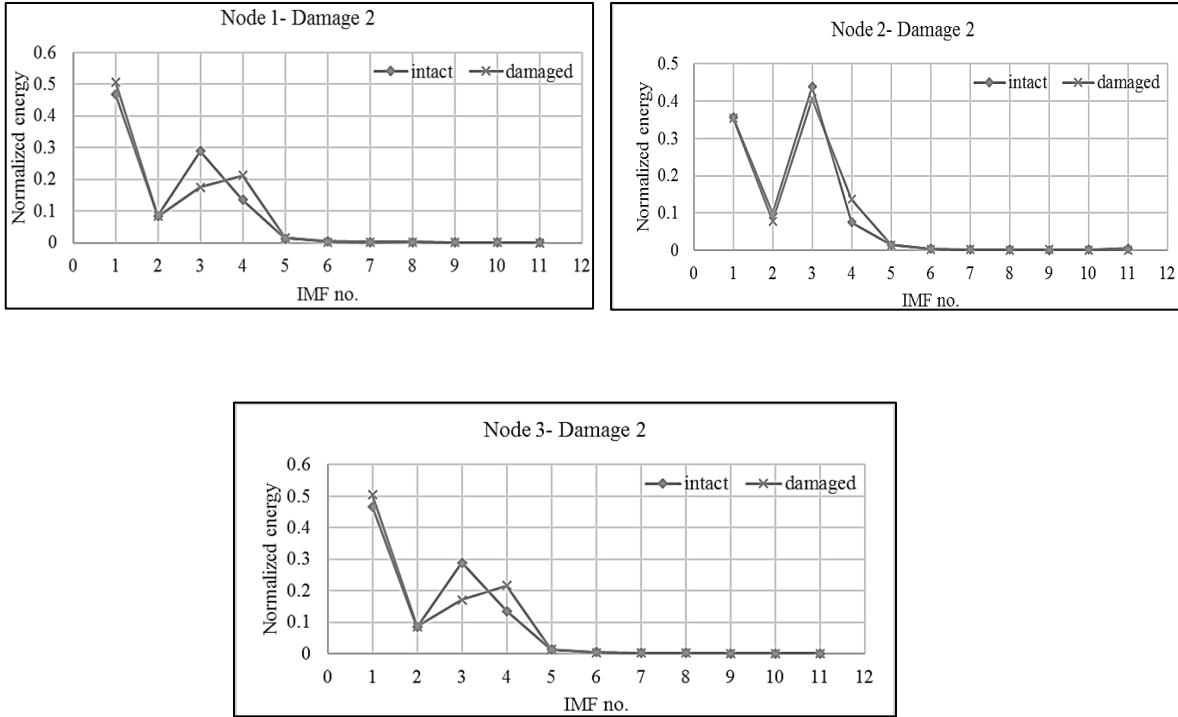 Node 1- Damage 2
Normalized energy
0.6
0.5
0.4
0.3
0.2
0.1
0
intact damaged
0 1 2 3 4 5 6 7 8 9 10 11 12
IMF no.
Node 2- Damage 2
Normalized energy
0.5
0.4
0.3
0.2
0.1
0
intact damaged
0 1 2 3 4 5 6 7 8 9 10 11 12
IMF no.
Node 3- Damage 2
Normalized energy
0.6
0.5
0.4
0.3
0.2
0.1
0
intact damaged
0 1 2 3 4 5 6 7 8 9 10 11 12
IMF no.